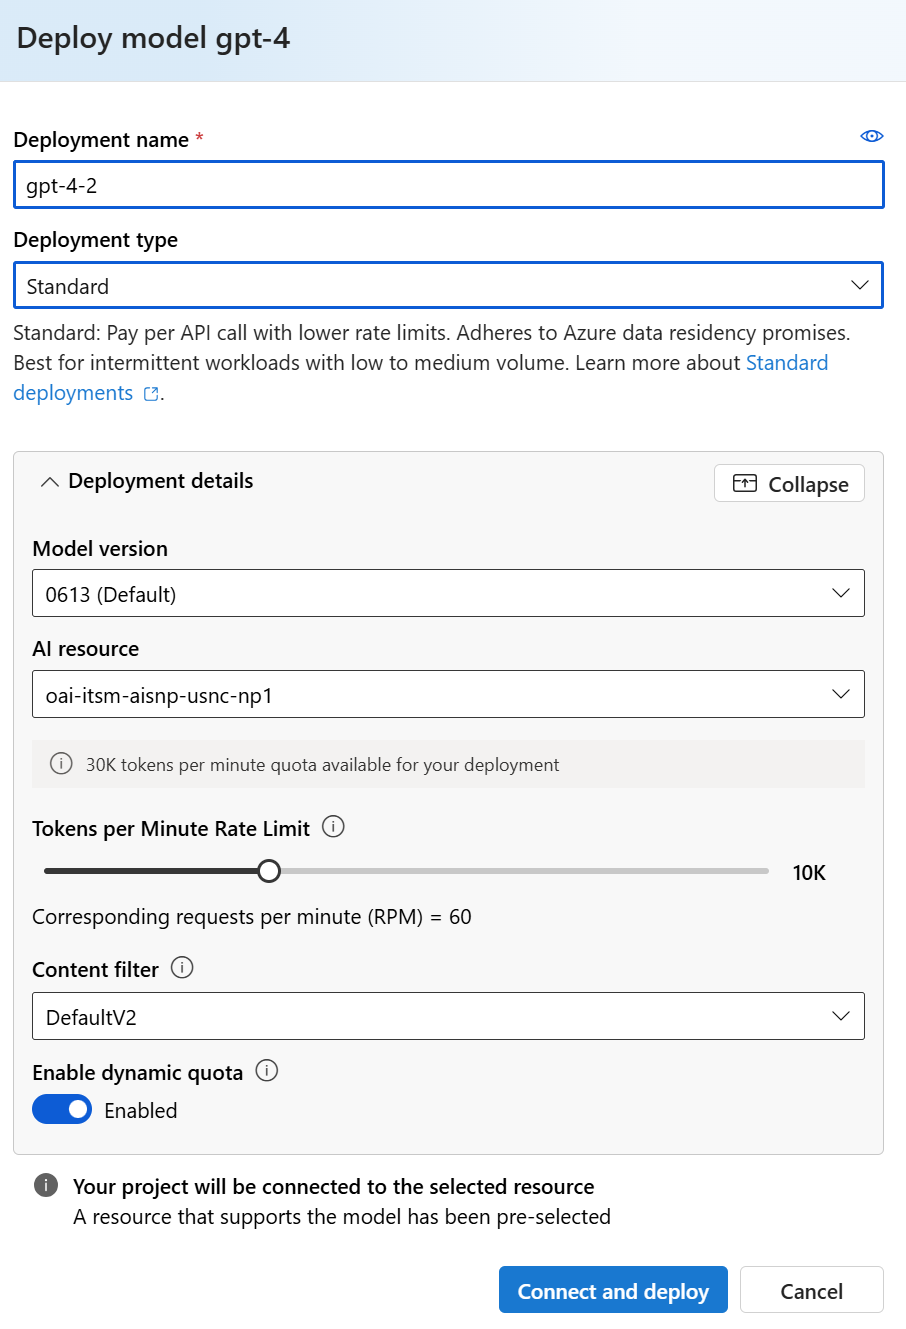 Deploy model gpt-4
Deployment name *
gpt-4-2
Deployment type
Standard
Standard: Pay per API call with lower rate limits. Adheres to Azure data residency promises.
Best for intermittent workloads with low to medium volume. Learn more about Standard
deployments .
Deployment details
Collapse
Model version
0613 (Default)
AI resource
oai-itsm-aisnp-usnc-np1
30K tokens per minute quota available for your deployment
Tokens per Minute Rate Limit
10K
Corresponding requests per minute (RPM) = 60
Content filter
DefaultV2
Enable dynamic quota
Enabled
Your project will be connected to the selected resource
A resource that supports the model has been pre-selected
Connect and deploy
Cancel